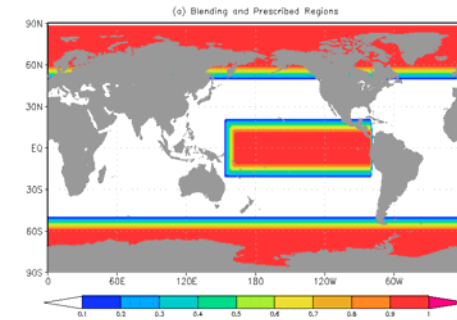 (a) Blending and Prescribed Regions
90N
60N
30N
EQ
30S
60S
90S
0 60E 120E 180 120W 60W
0.1 0.2 0.3 0.4 0.5 0.6 0.7 0.8 0.9 1